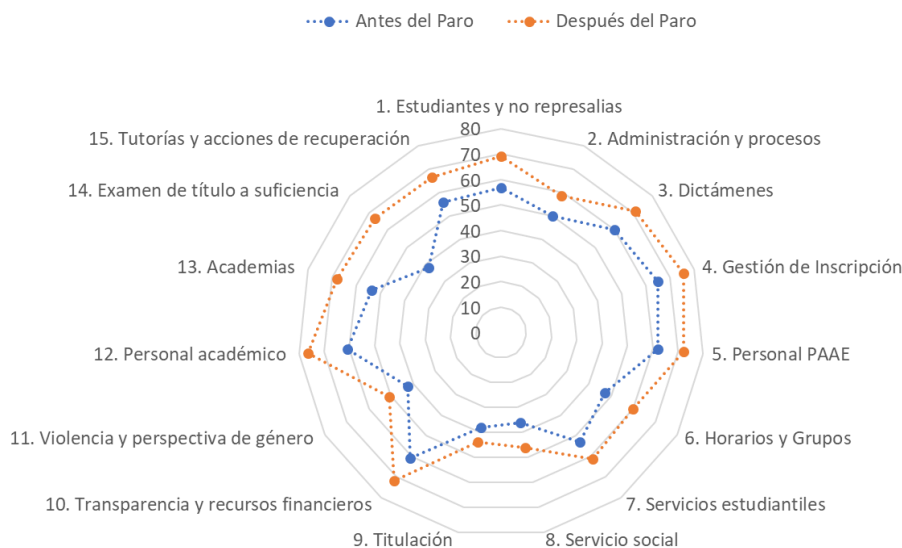 Antes del Paro
Después del Paro
1. Estudiantes y no represalias
2. Administración y procesos
3. Dictámenes
4. Gestión de Inscripción
5. Personal PAAE
6. Horarios y Grupos
7. Servicios estudiantiles
8. Servicio social
9. Titulación
10. Transparencia y recursos financieros
11. Violencia y perspectiva de género
12. Personal académico
13. Academias
14. Examen de título a suficiencia
15. Tutorías y acciones de recuperación
80
70
60
50
40
30
20
10
0